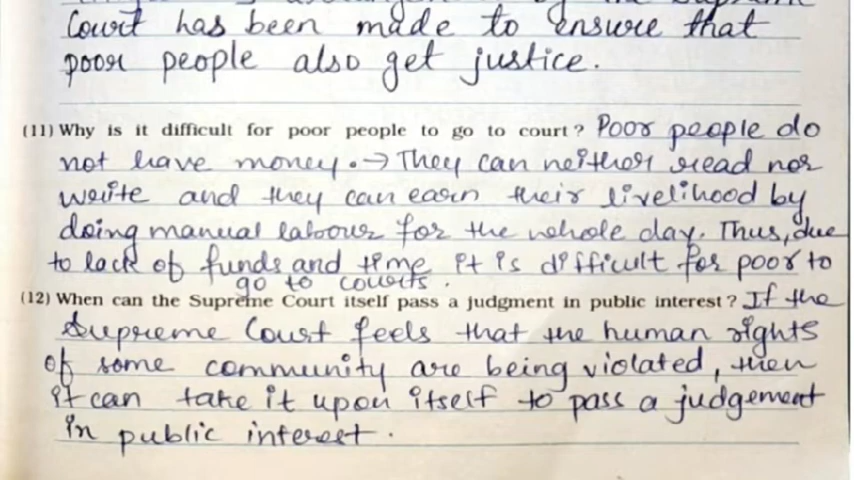 Court has been made to ensure that
poor people also get justice.
(11) Why is it difficult for poor people to go to court? Poor people do
not have money. → They can neither read nor
write and they can earn their livelihood by
doing manual labour for the whole day. Thus, due
to lack of funds and time it is difficult for poor to
go to courts.
(12) When can the Supreme Court itself pass a judgment in public interest? If the
Supreme Court feels that the human rights
of some community are being violated, then
it can take it upon itself to pass a judgement
in public interest.